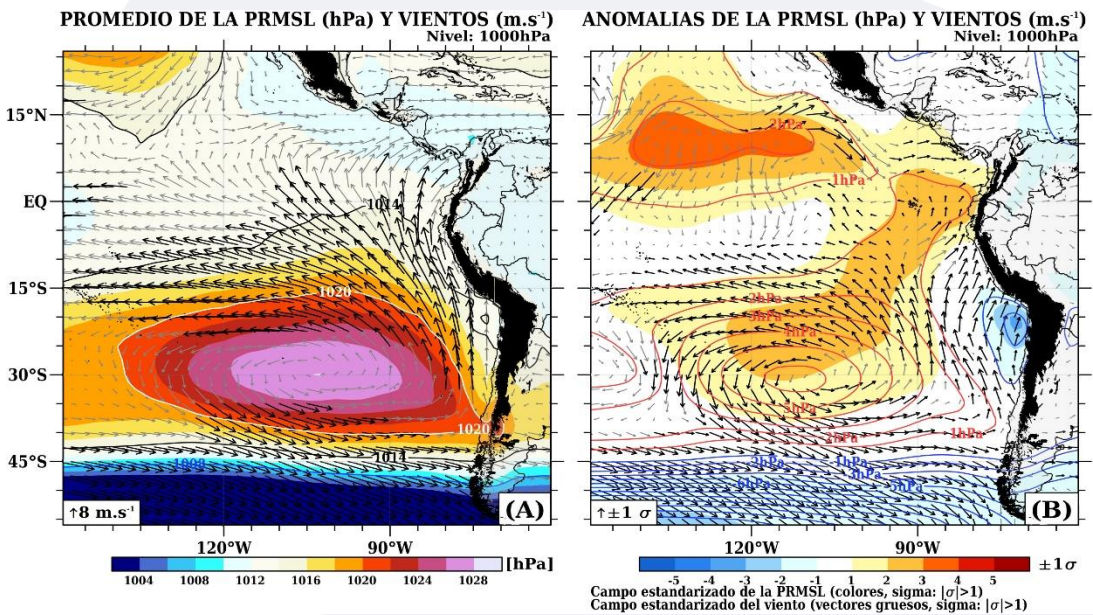 PROMEDIO DE LA PRMSL (hPa) Y VIENTOS (m.s⁻¹)
Nivel: 1000hPa
15°N
EQ
15°S
30°S
45°S
1014
1020
1020
1014
1008
↑8 m.s⁻¹
(A)
120°W
90°W
1004
1008
1012
1016
1020
1024
1028
[hPa]
ANOMALIAS DE LA PRMSL (hPa) Y VIENTOS (m.s⁻¹)
Nivel: 1000hPa
2hPa
1hPa
2hPa
3hPa
4hPa
5hPa
2hPa
1hPa
3hPa
1hPa
3hPa
6hPa
↑±1 σ
(B)
120°W
90°W
-5
-4
-3
-2
-1
1
2
3
4
5
±1σ
Campo estandarizado de la PRMSL (colores, sigma: |σ|>1)
Campo estandarizado del viento (vectores gruesos, sigma: |σ|>1)